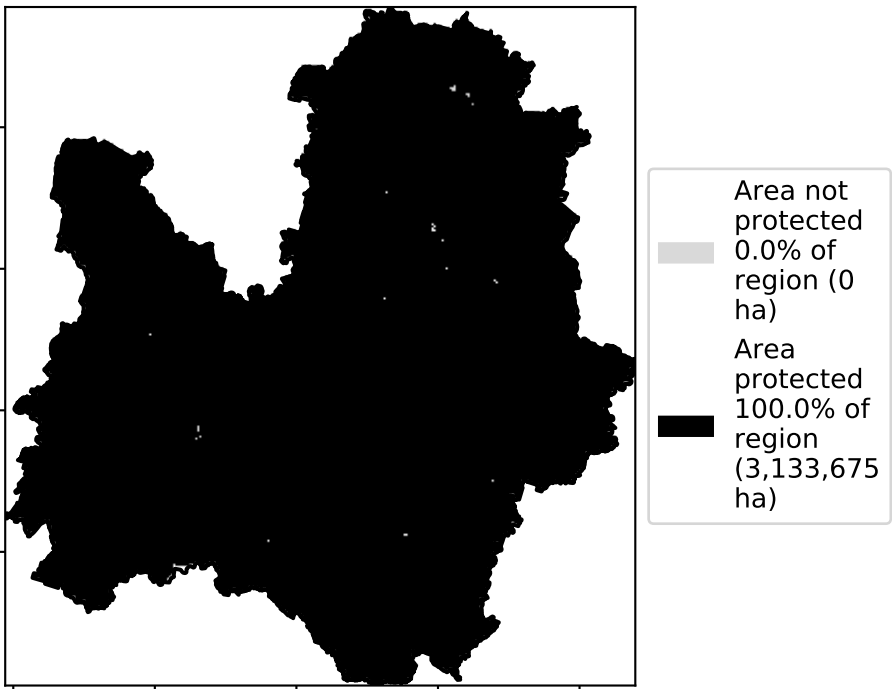 Area not
protected
0.0% of
region (0
ha)
Area
protected
100.0% of
region
(3,133,675
ha)